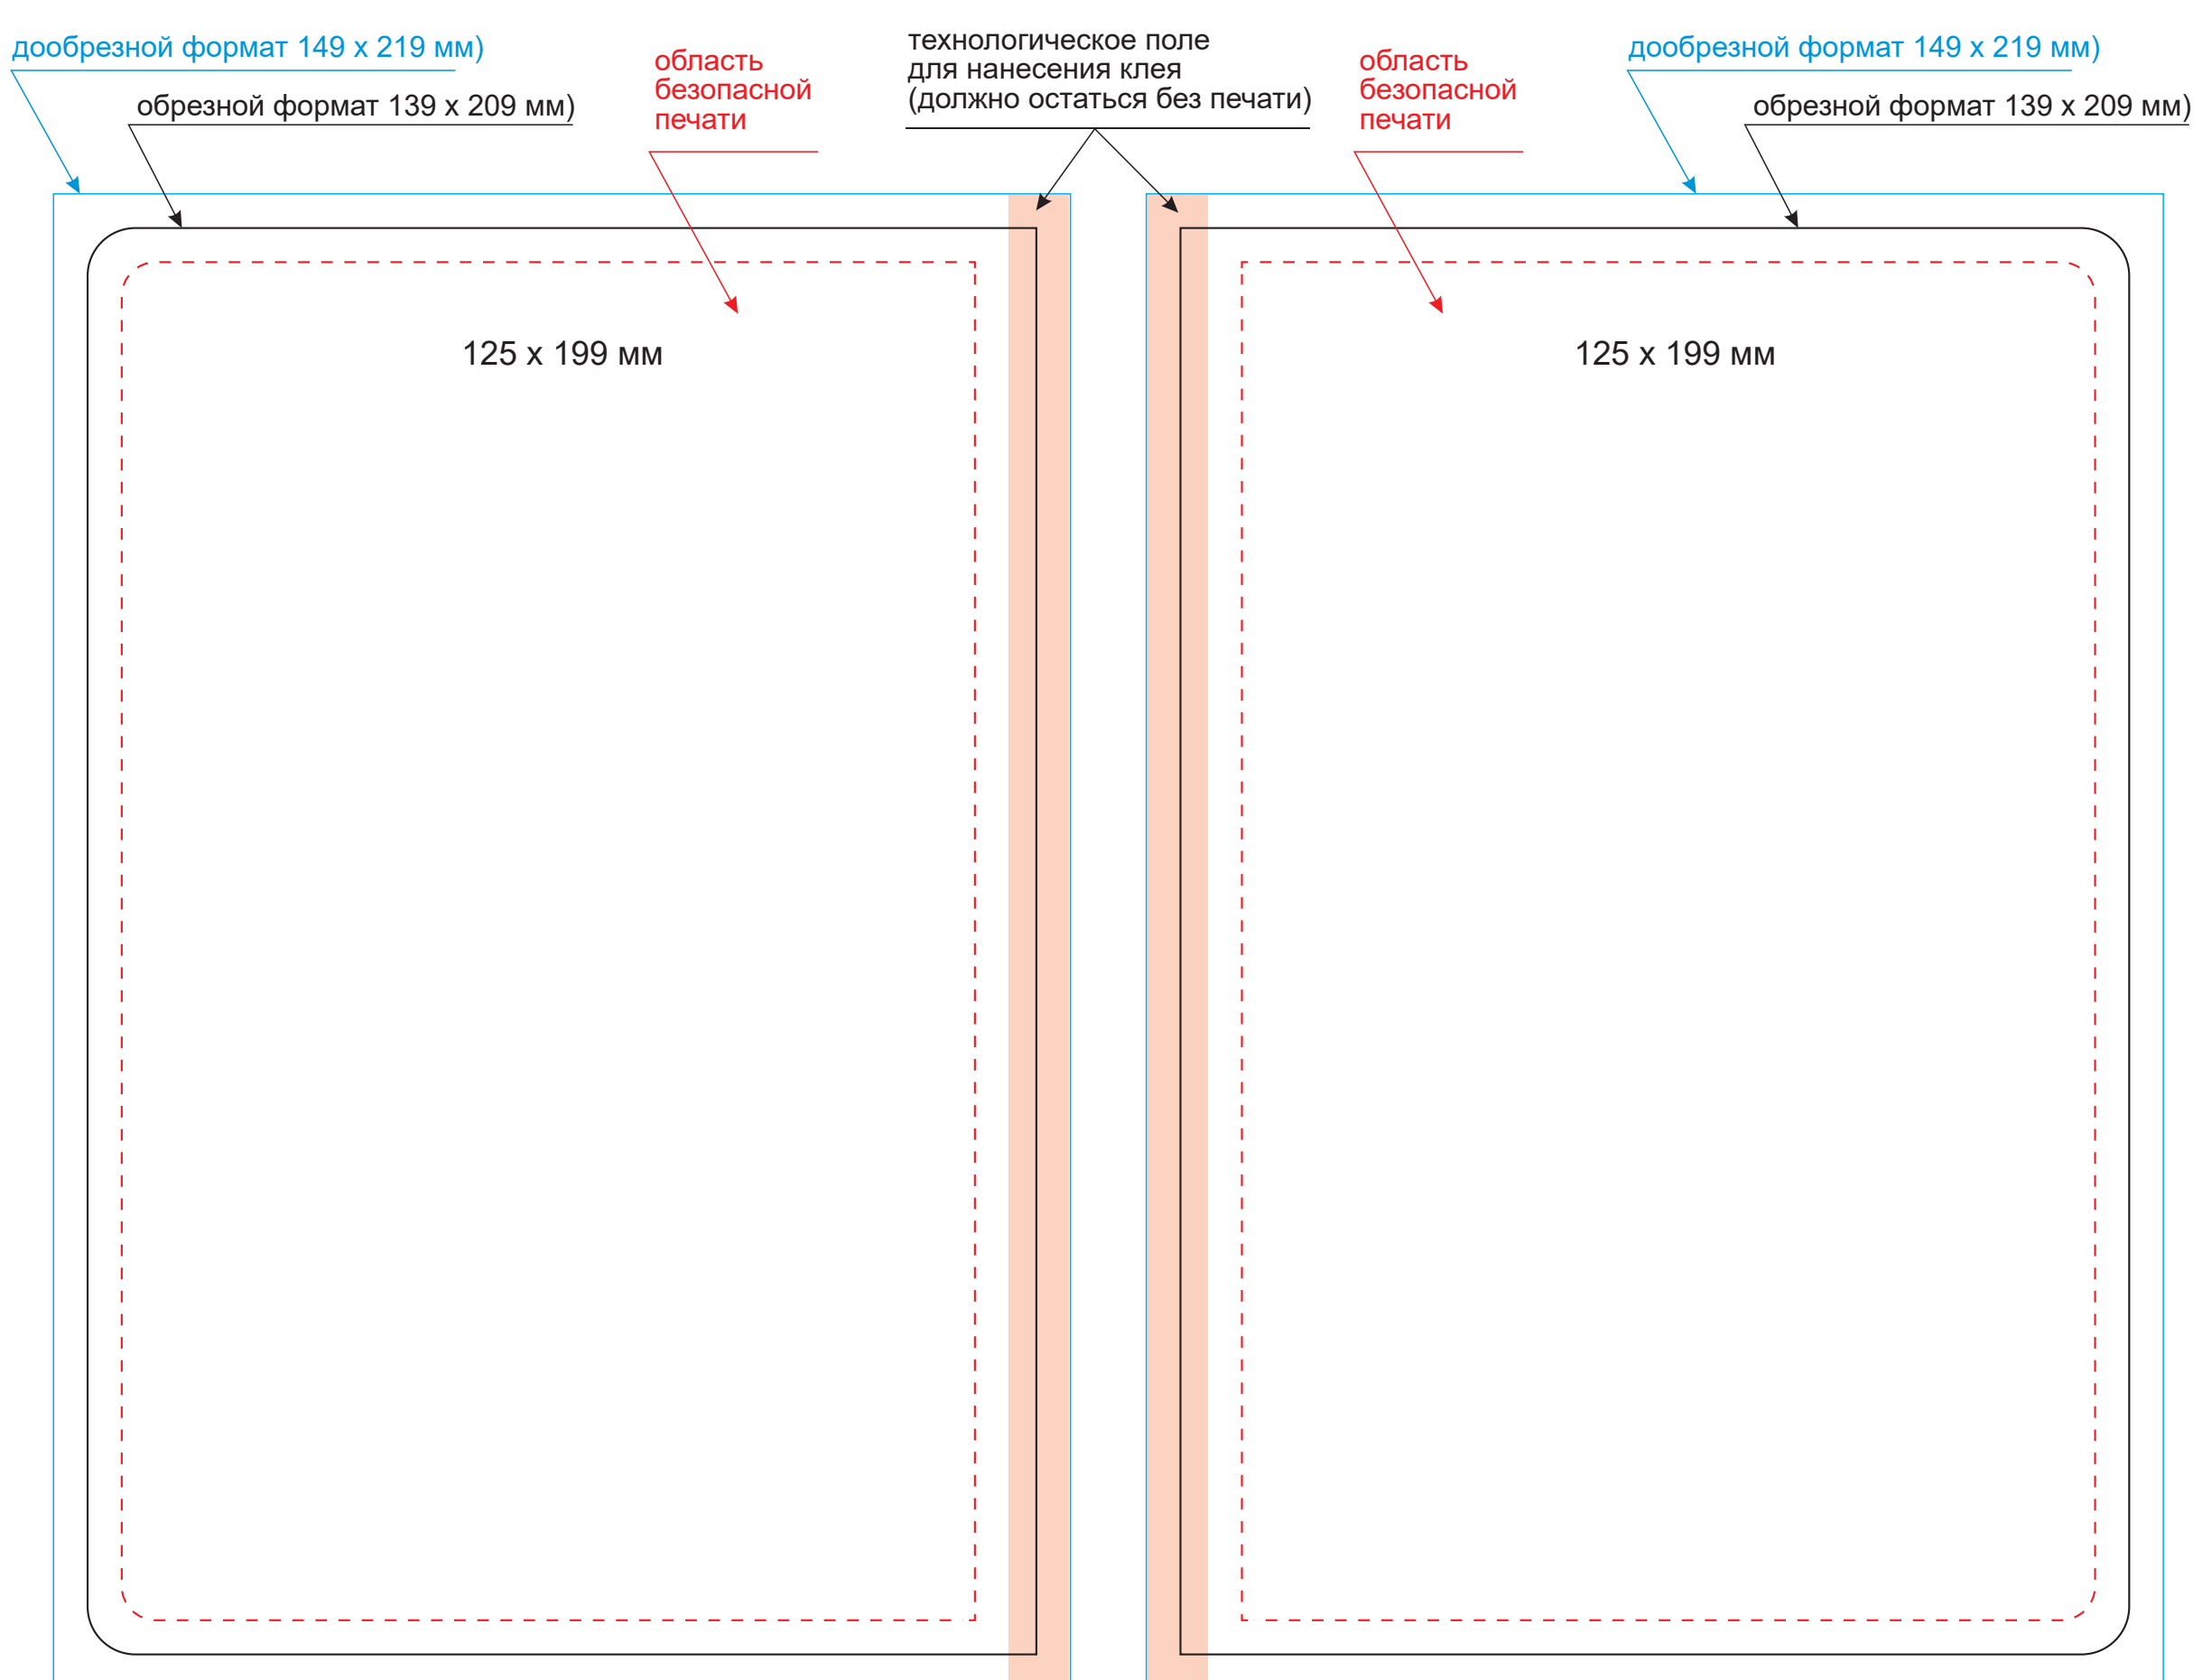 дообрезной формат 149 х 219 мм)
обрезной формат 139 х 209 мм)
область
безопасной
печати
технологическое поле
для нанесения клея
(должно остаться без печати)
область
безопасной
печати
дообрезной формат 149 х 219 мм)
обрезной формат 139 х 209 мм)
125 х 199 мм
125 х 199 мм